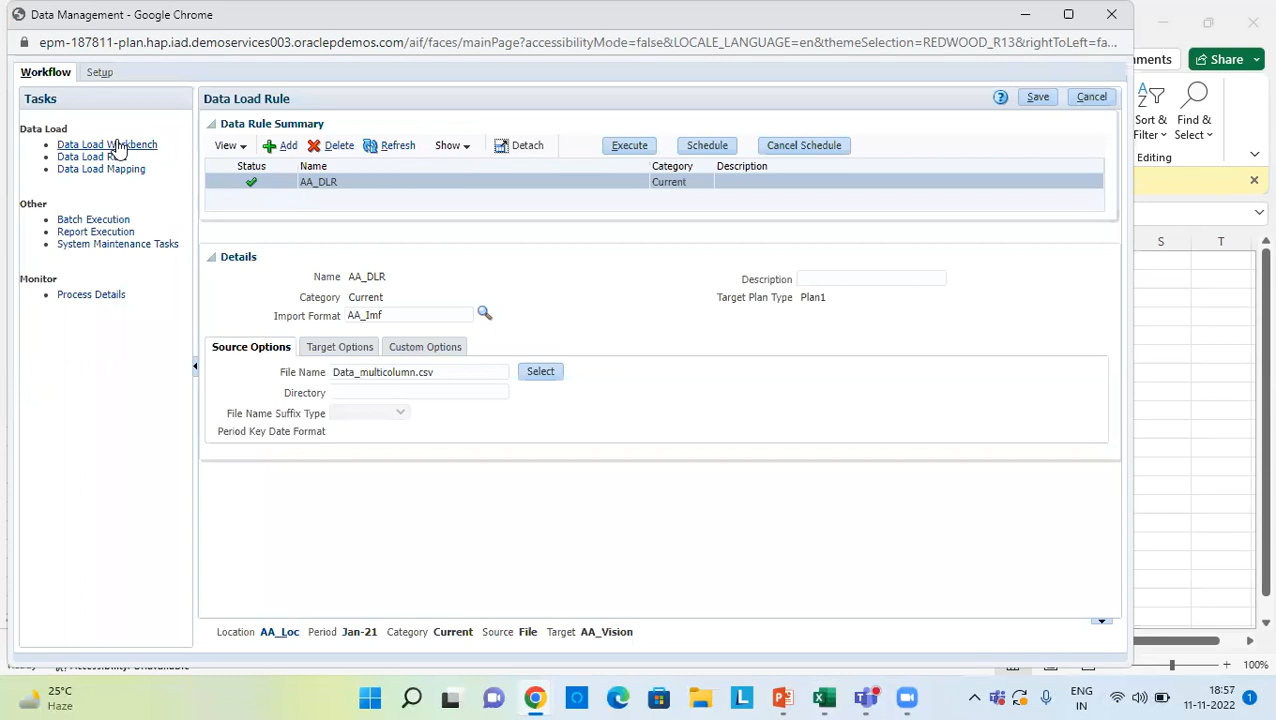 Data Management - Google Chrome
epm-187811-plan.hap.iad.demoservices003.oraclepdemos.com/aif/faces/mainPage?accessibilityMode=false&LOCALE_LANGUAGE=en&themeSelection=REDWOOD_R13&rightToLeft=fa...
Workflow Setup
Tasks
Data Load
Data Load Workbench
Data Load
Data Load Mapping
Other
Batch Execution
Report Execution
System Maintenance Tasks
Monitor
Process Details
Data Load Rule
Save Cancel
Data Rule Summary
View Add Delete Refresh Show Detach Execute Schedule Cancel Schedule
Status Name Category Description
AA_DLR Current
Details
Name AA_DLR
Description
Category Current
Target Plan Type Plan1
Import Format AA_Imf
Source Options Target Options Custom Options
File Name Data_multicolumn.csv Select
Directory
File Name Suffix Type
Period Key Date Format
Location AA_Loc Period Jan-21 Category Current Source File Target AA_Vision
mments Share
Sort & Filter
Find & Select
Editing
S T
100%
25°C
Haze
ENG
IN
18:57
11-11-2022
1